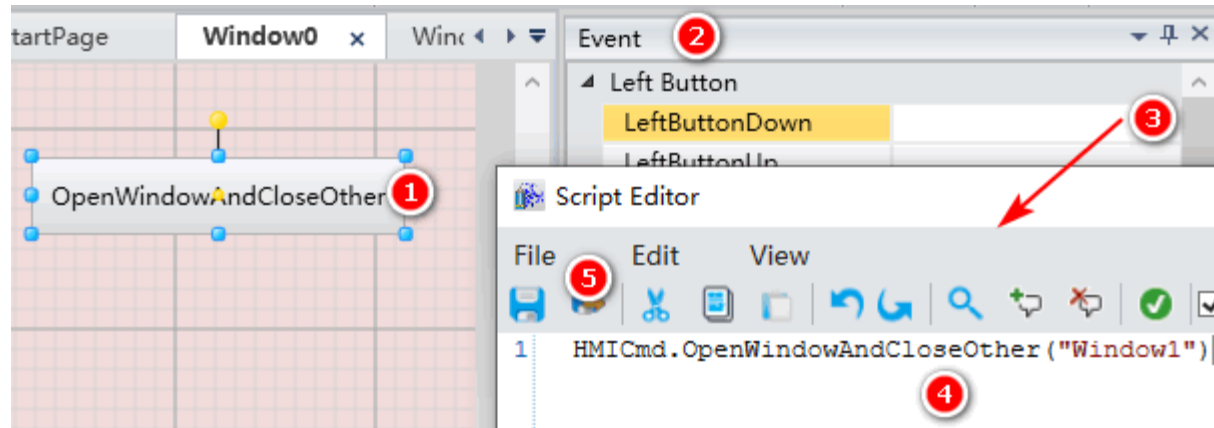 tartPage Window0 x Winc
Event 2
Left Button
LeftButtonDown 3
LeftButtonUp
OpenWindowAndCloseOther 1
Script Editor
File Edit View
5
1 HMICmd.OpenWindowAndCloseOther("Window1")
4